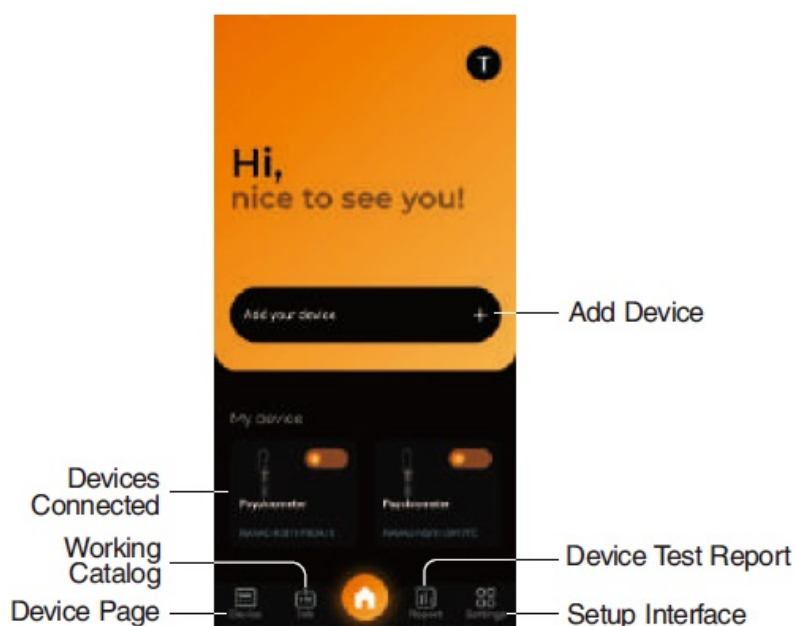 T
Hi,
nice to see you!
Add your device
+
Add Device
My device
Devices
Connected
Psychrometer
Psychrometer
Working
Catalog
Device Test Report
Device Page
Device
Job
Report
Settings
Setup Interface